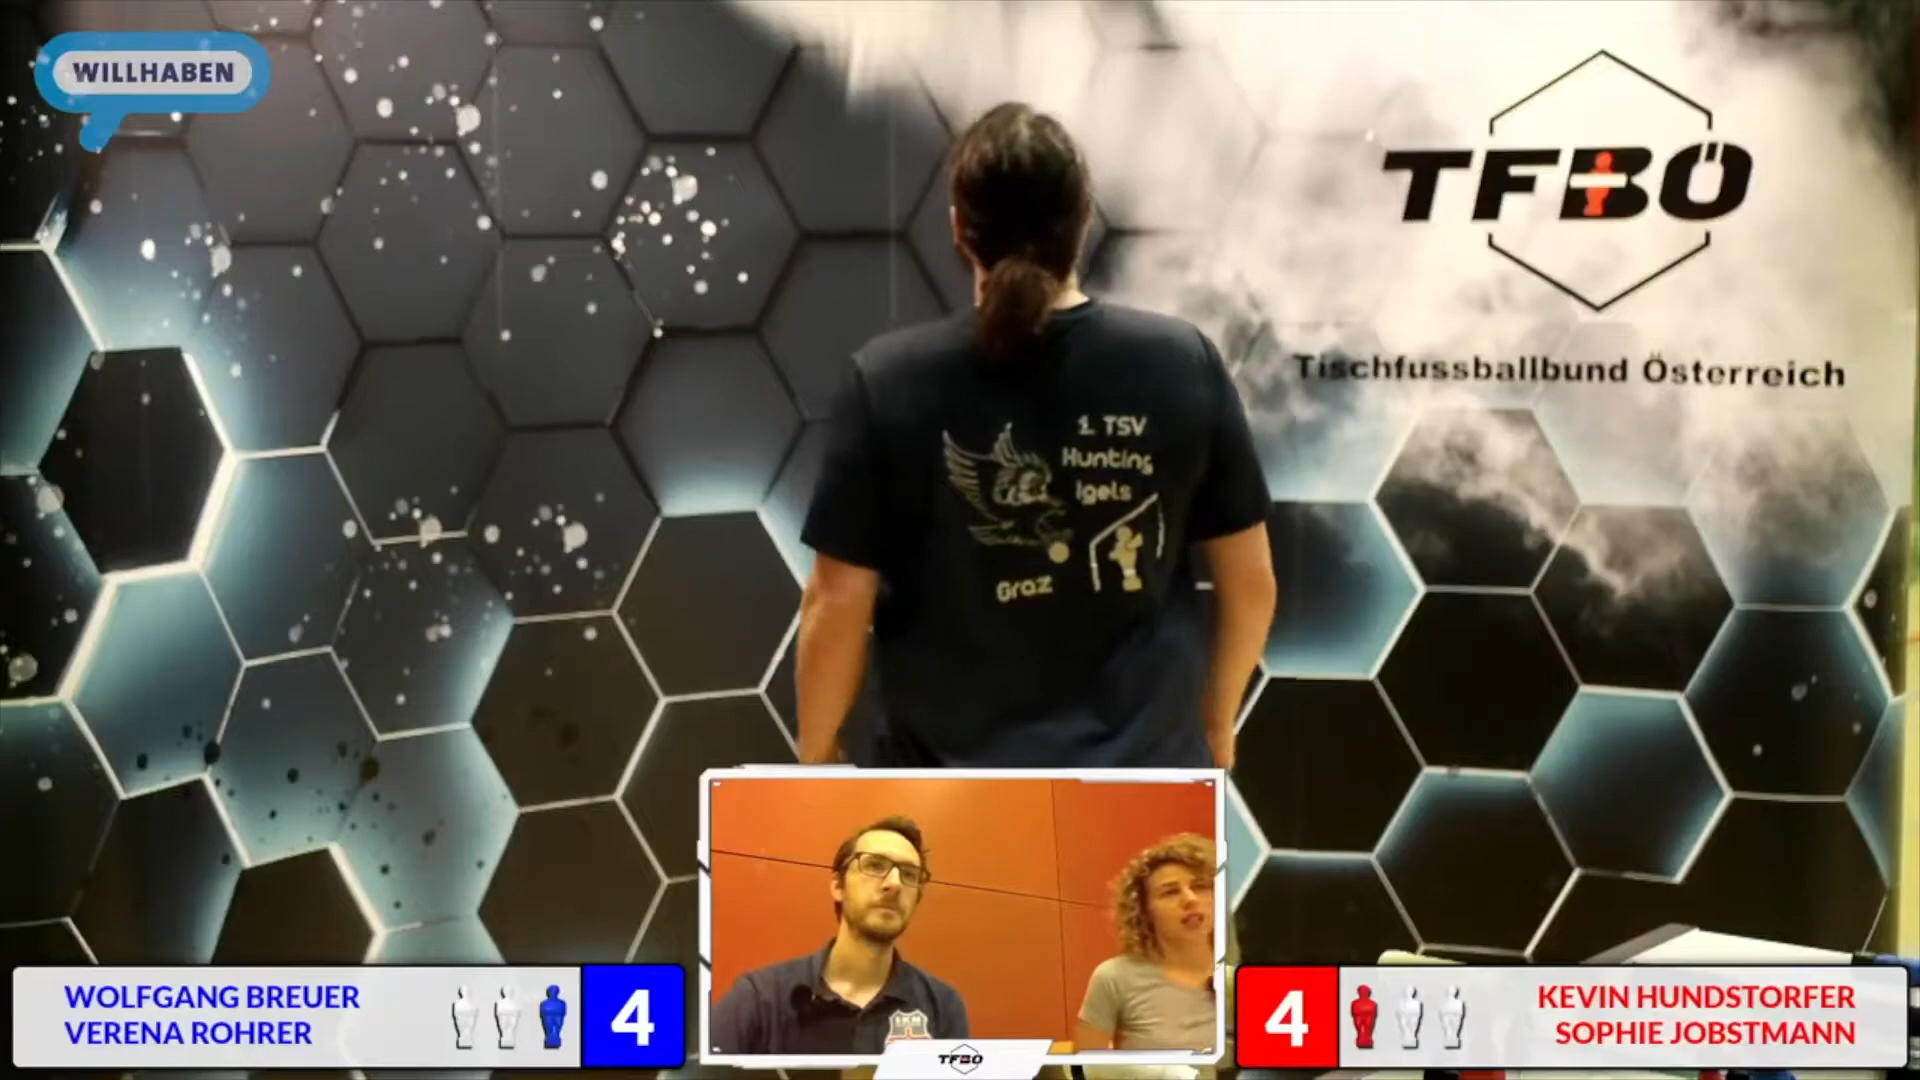 WILLHABEN
TFBÖ
Tischfussballbund Österreich
1. TSV
Hunting
Igels
Graz
WOLFGANG BREUER
VERENA ROHRER
4
4
KEVIN HUNDSTORFER
SOPHIE JOBSTMANN
TFBÖ